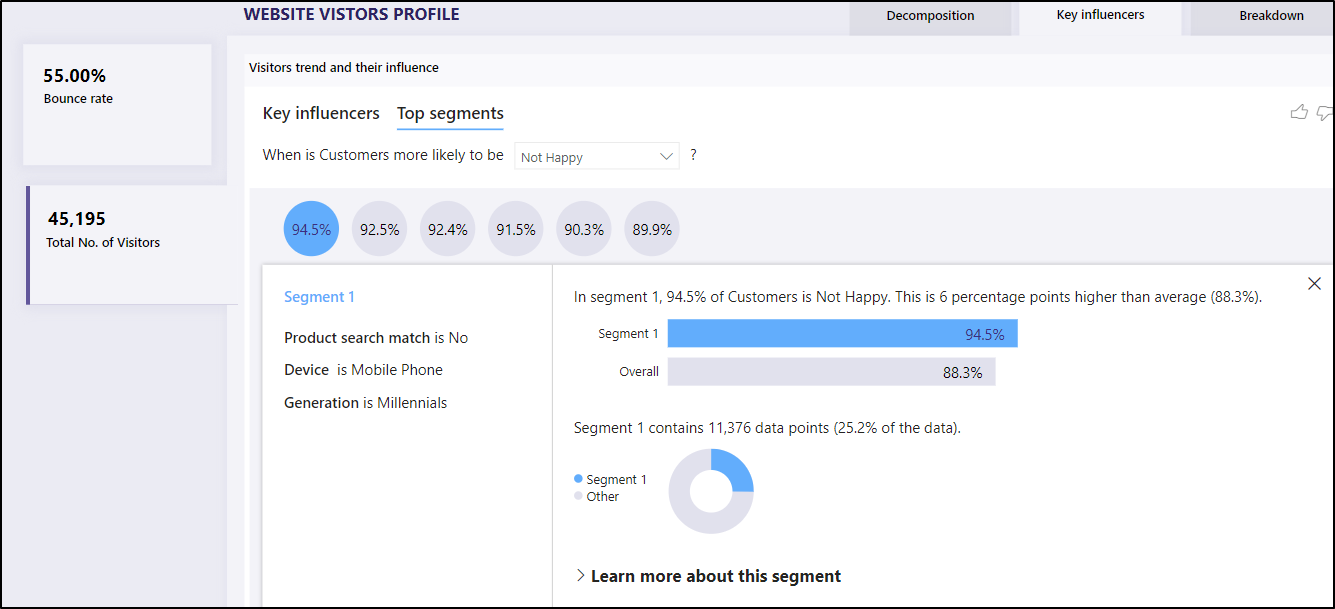 WEBSITE VISTORS PROFILE
Decomposition
Key influencers
Breakdown
55.00%
Bounce rate
45,195
Total No. of Visitors
Visitors trend and their influence
Key influencers Top segments
When is Customers more likely to be Not Happy ?
94.5% 92.5% 92.4% 91.5% 90.3% 89.9%
Segment 1
Product search match is No
Device is Mobile Phone
Generation is Millennials
In segment 1, 94.5% of Customers is Not Happy. This is 6 percentage points higher than average (88.3%).
Segment 1 94.5%
Overall 88.3%
Segment 1 contains 11,376 data points (25.2% of the data).
Segment 1
Other
Learn more about this segment